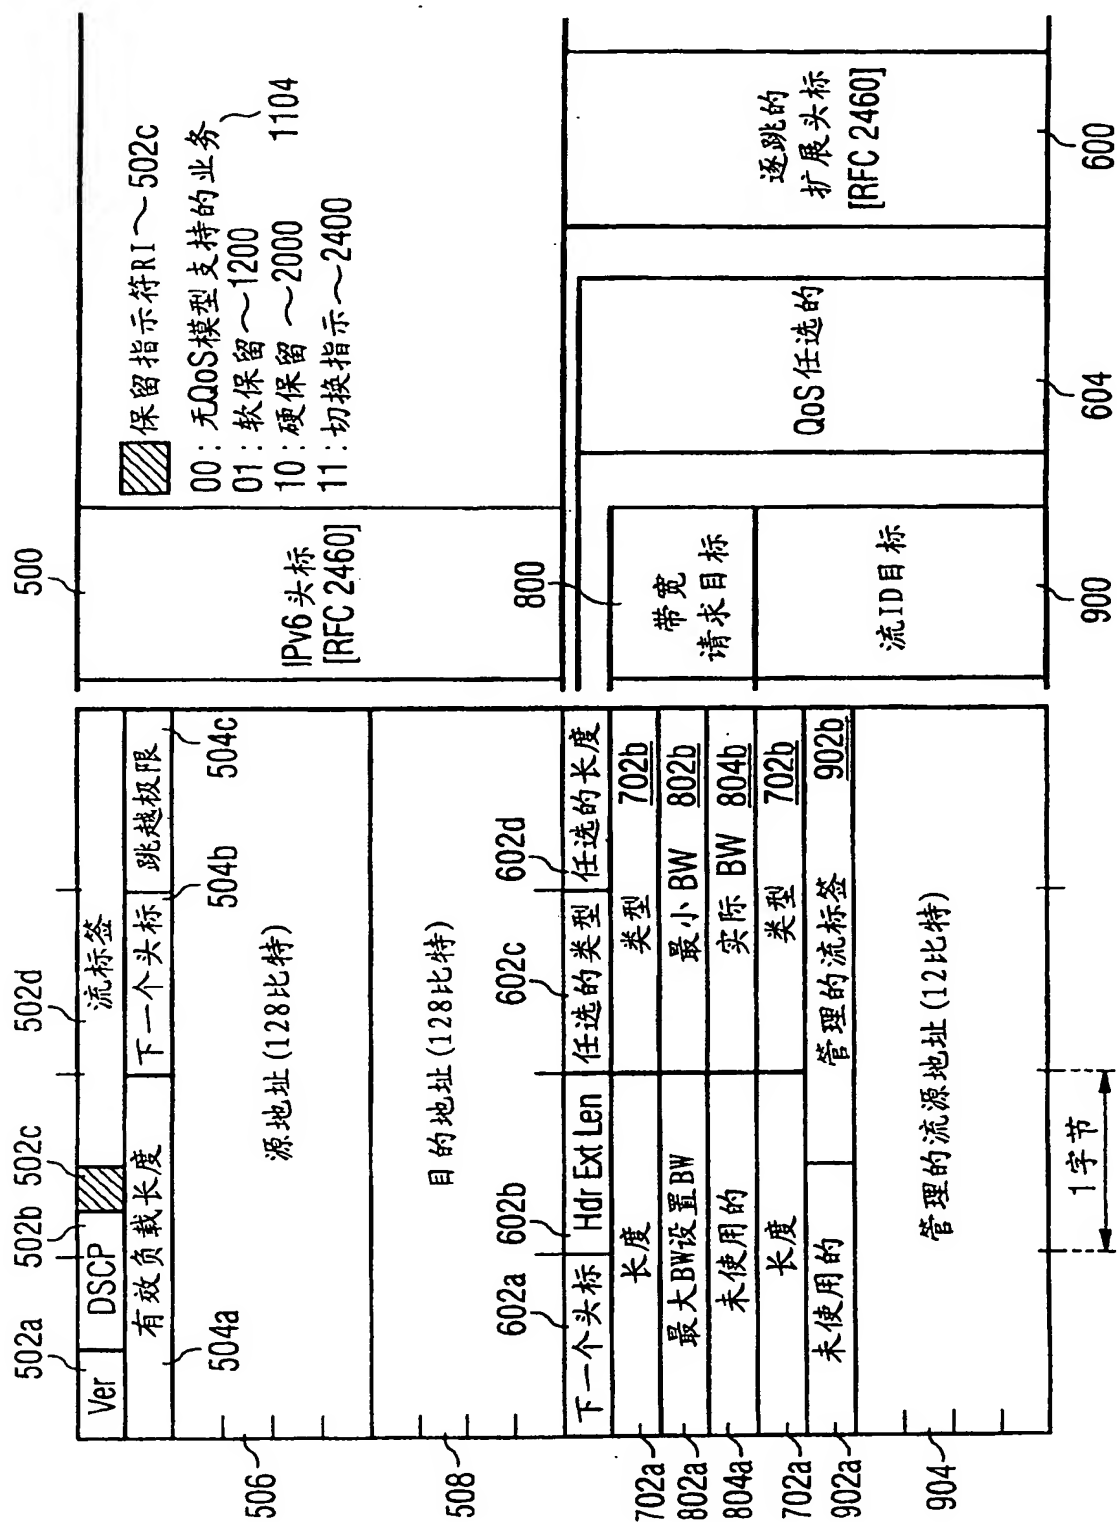 502a
502b
502c
502d
500
Ver
DSCP
流标签
保留指示符RI～502c
504a
有效负载长度
下一个头标
504b
跳越极限
504c
IPv6头标
[RFC 2460]
00：无QoS模型支持的业务
1104
01：软保留～1200
10：硬保留～2000
11：切换指示～2400
506
源地址(128比特)
508
目的地址(128比特)
602a
602b
602c
602d
800
下一个头标
Hdr Ext Len
任选的类型
任选的长度
702a
长度
类型
702b
带宽
请求目标
802a
最大BW设置BW
最小 BW
802b
804a
未使用的
实际 BW
804b
702a
长度
类型
702b
流ID目标
902a
未使用的
管理的流标签
902b
904
管理的流源地址(12比特)
QoS任选的
逐跳的
扩展头标
[RFC 2460]
1字节
900
604
600